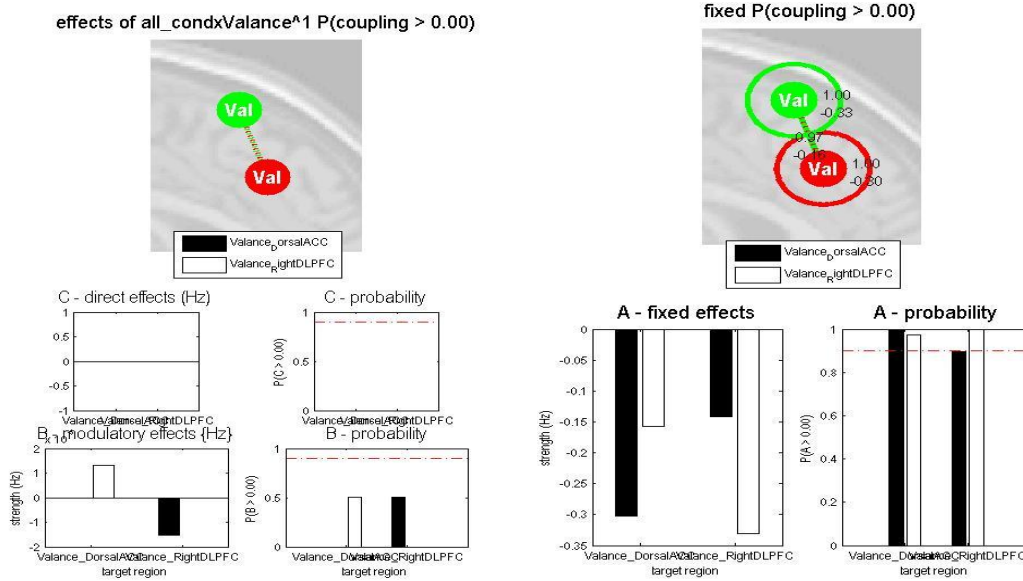 effects of all_condxValance^1 P(coupling > 0.00)
Val
Val
Valance_DorsalACC
Valance_RightDLPFC
C - direct effects (Hz)
1
0.5
0
-0.5
-1
C - probability
1
0.5
0
P(C > 0.00)
B - modulatory effects {Hz}
2
1
0
-1
-2
strength (Hz)
Valance_DorsalACC
Valance_RightDLPFC
target region
B - probability
1
0.5
0
P(B > 0.00)
target region
fixed P(coupling > 0.00)
Val
1.00
-0.33
0.97
-0.16
Val
1.00
-0.30
Valance_DorsalACC
Valance_RightDLPFC
A - fixed effects
0
-0.05
-0.1
-0.15
-0.2
-0.25
-0.3
-0.35
strength (Hz)
Valance_DorsalACC
Valance_RightDLPFC
target region
A - probability
1
0.8
0.6
0.4
0.2
0
P(A > 0.00)
target region